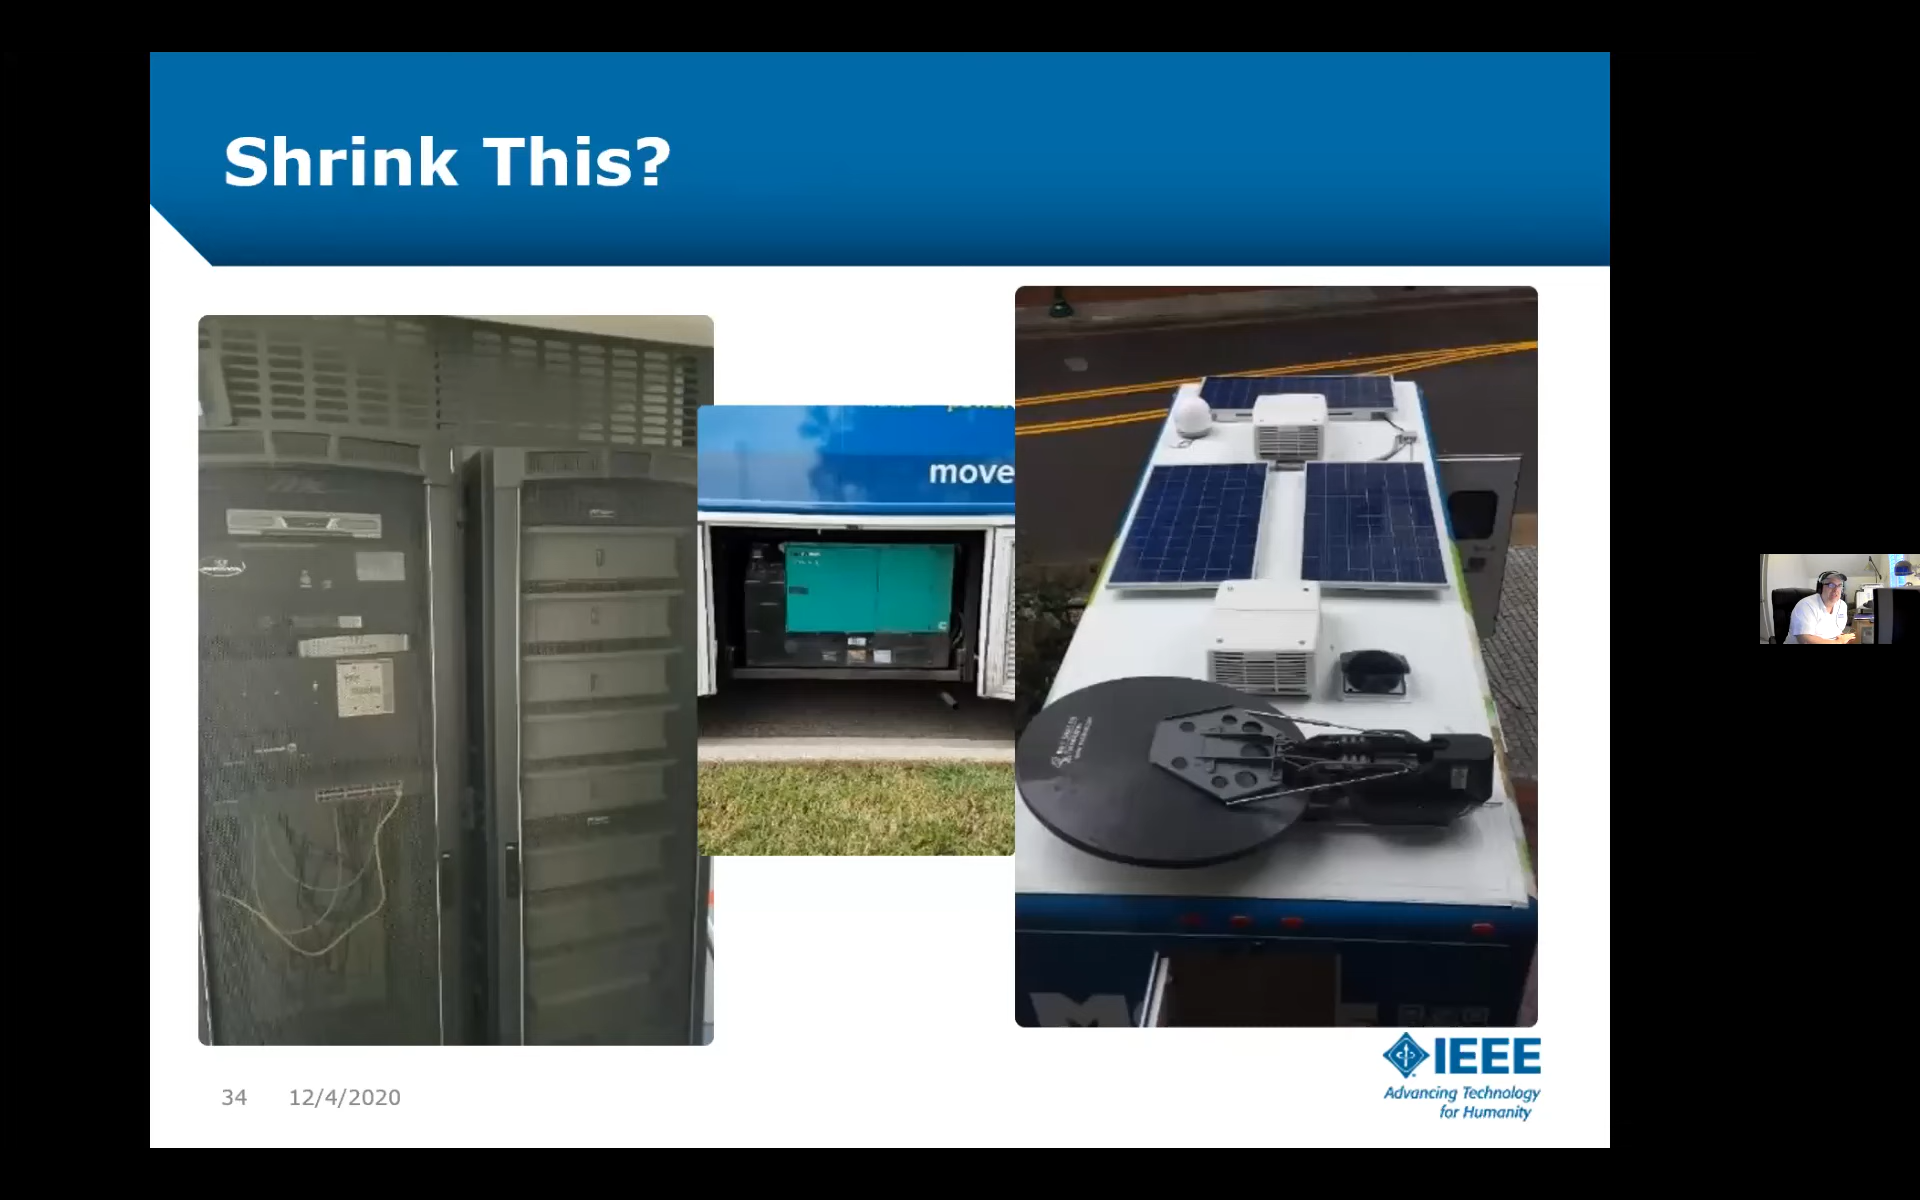 Shrink This?
move
M
34 12/4/2020
IEEE
Advancing Technology
for Humanity